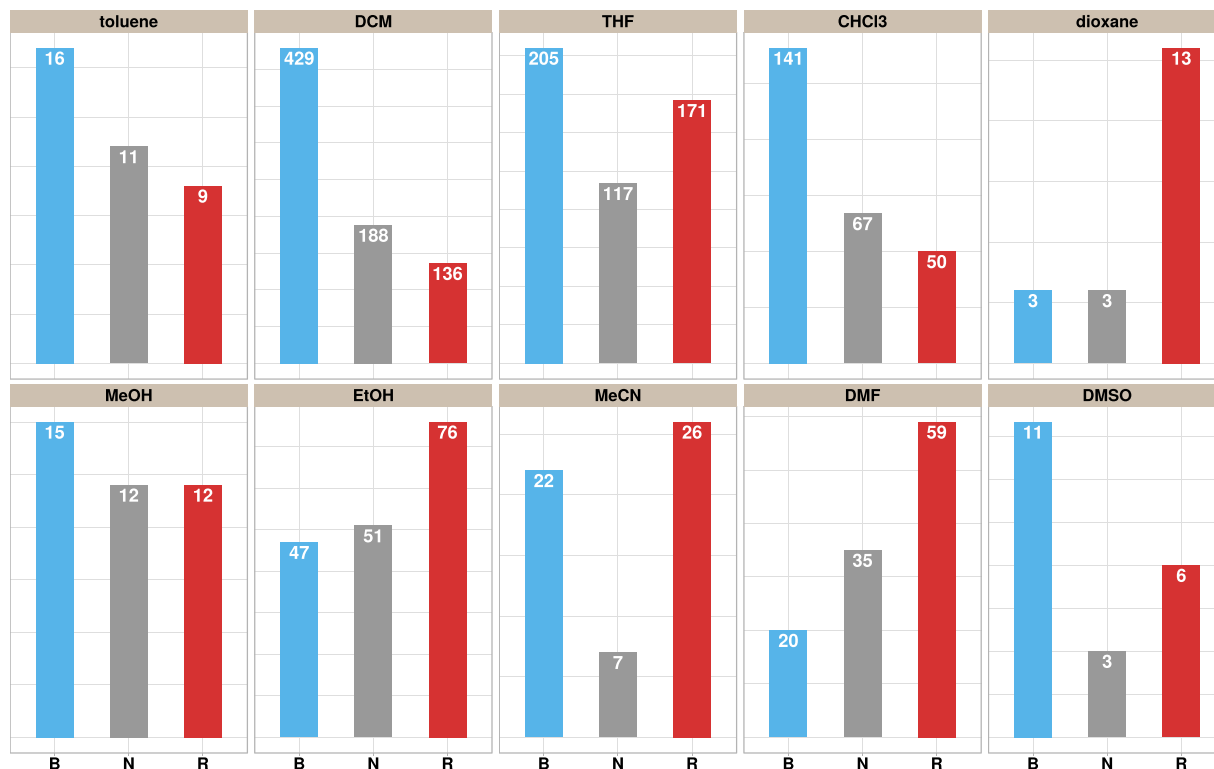 toluene DCM THF CHCl3 dioxane
16 11 9
429 188 136
205 117 171
141 67 50
3 3 13
MeOH EtOH MeCN DMF DMSO
15 12 12
47 51 76
22 7 26
20 35 59
11 3 6
B N R B N R B N R B N R B N R